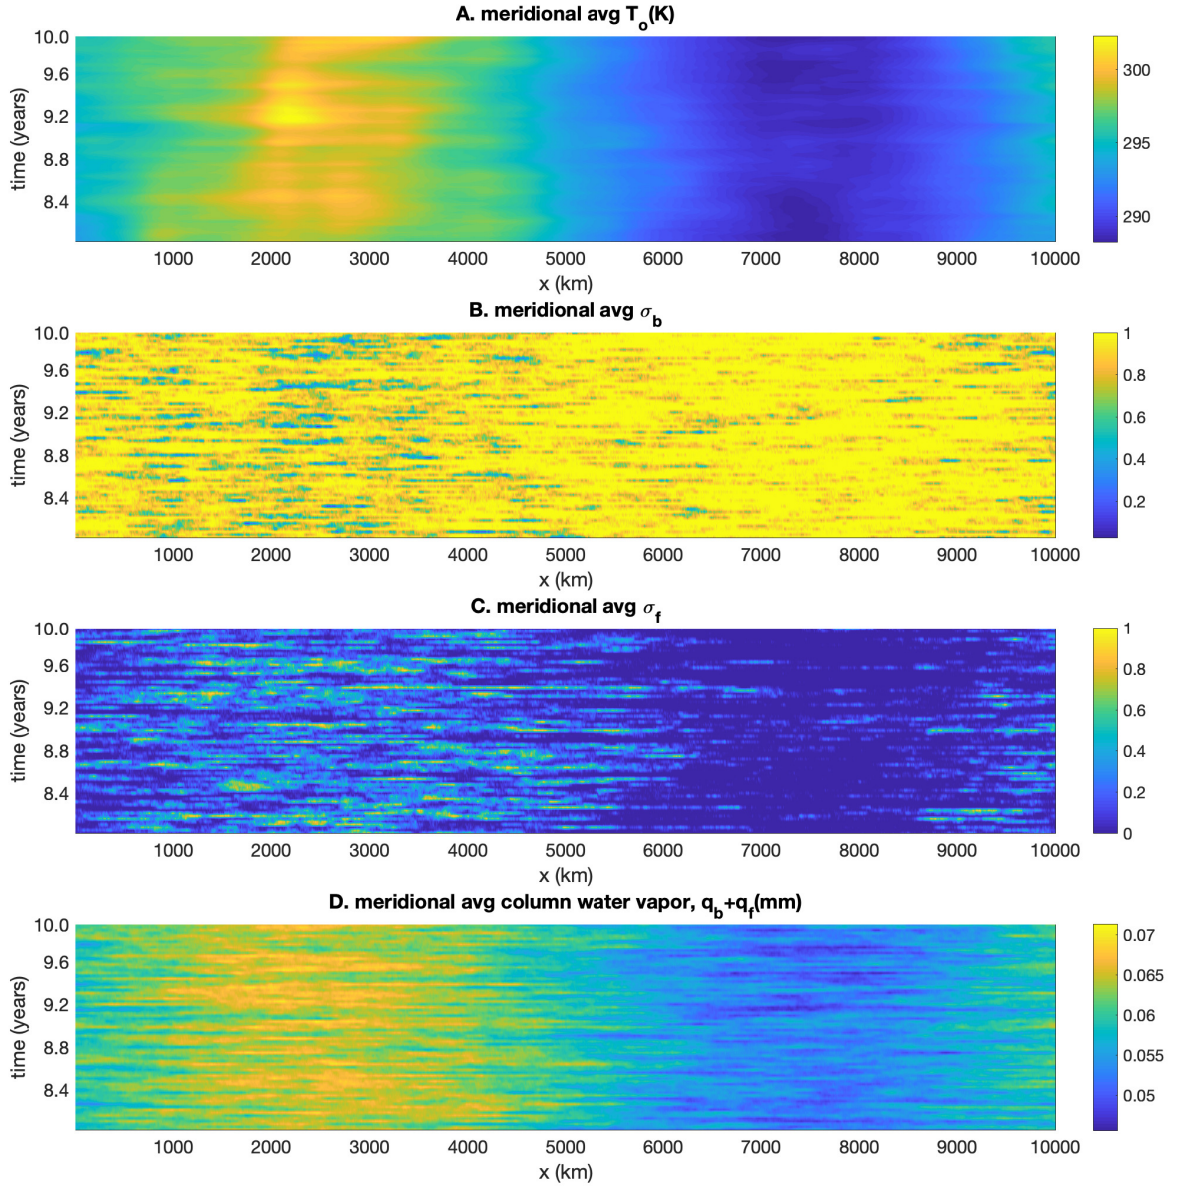 A. meridional avg T_o(K)
10.0
9.6
9.2
8.8
8.4
time (years)
300
295
290
1000 2000 3000 4000 5000 6000 7000 8000 9000 10000
x (km)
B. meridional avg σ_b
10.0
9.6
9.2
8.8
8.4
time (years)
1
0.8
0.6
0.4
0.2
1000 2000 3000 4000 5000 6000 7000 8000 9000 10000
x (km)
C. meridional avg σ_f
10.0
9.6
9.2
8.8
8.4
time (years)
1
0.8
0.6
0.4
0.2
0
1000 2000 3000 4000 5000 6000 7000 8000 9000 10000
x (km)
D. meridional avg column water vapor, q_b+q_f(mm)
10.0
9.6
9.2
8.8
8.4
time (years)
0.07
0.065
0.06
0.055
0.05
1000 2000 3000 4000 5000 6000 7000 8000 9000 10000
x (km)